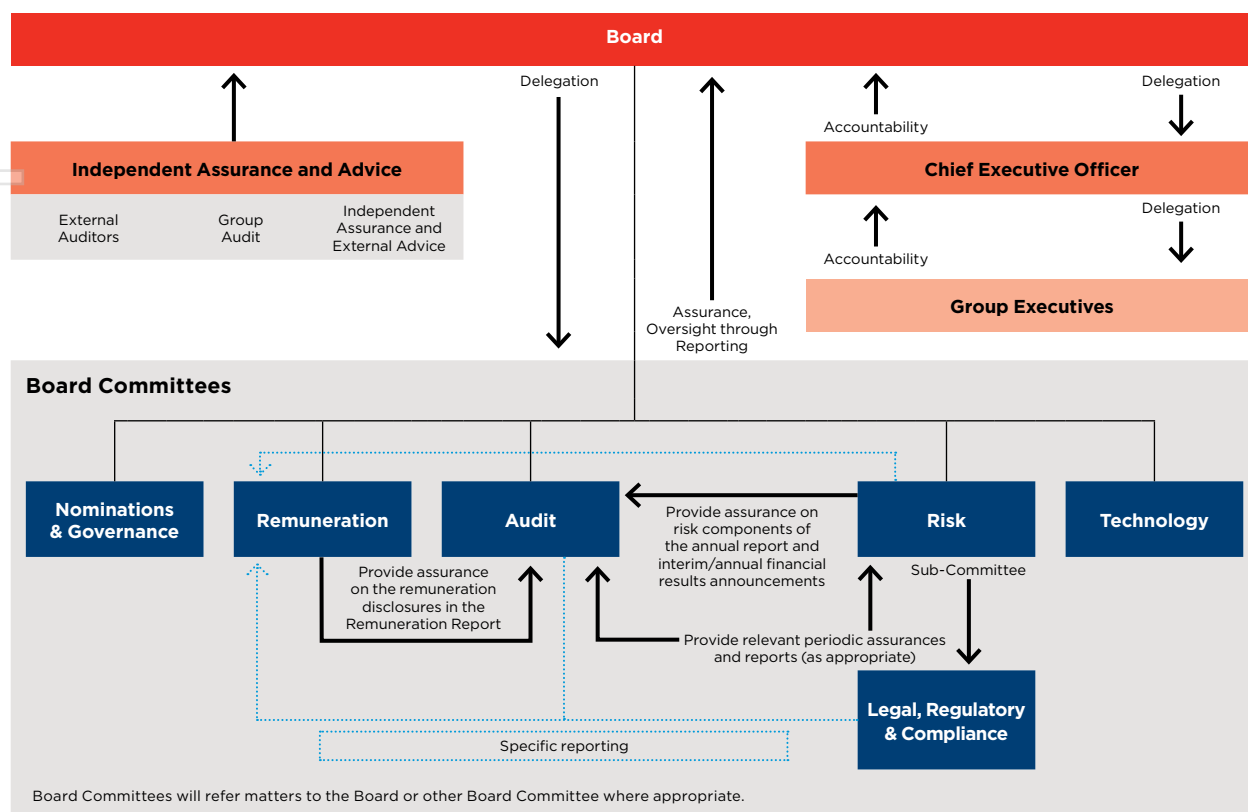 Board
Delegation
Delegation
Accountability
Independent Assurance and Advice
Chief Executive Officer
External
Auditors
Group
Audit
Independent
Assurance and
External Advice
Delegation
Accountability
Group Executives
Assurance,
Oversight through
Reporting
Board Committees
Nominations
& Governance
Remuneration
Audit
Provide assurance on
risk components of
the annual report and
interim/annual financial
results announcements
Risk
Technology
Provide assurance
on the remuneration
disclosures in the
Remuneration Report
Sub-Committee
Provide relevant periodic assurances
and reports (as appropriate)
Legal, Regulatory
& Compliance
Specific reporting
Board Committees will refer matters to the Board or other Board Committee where appropriate.